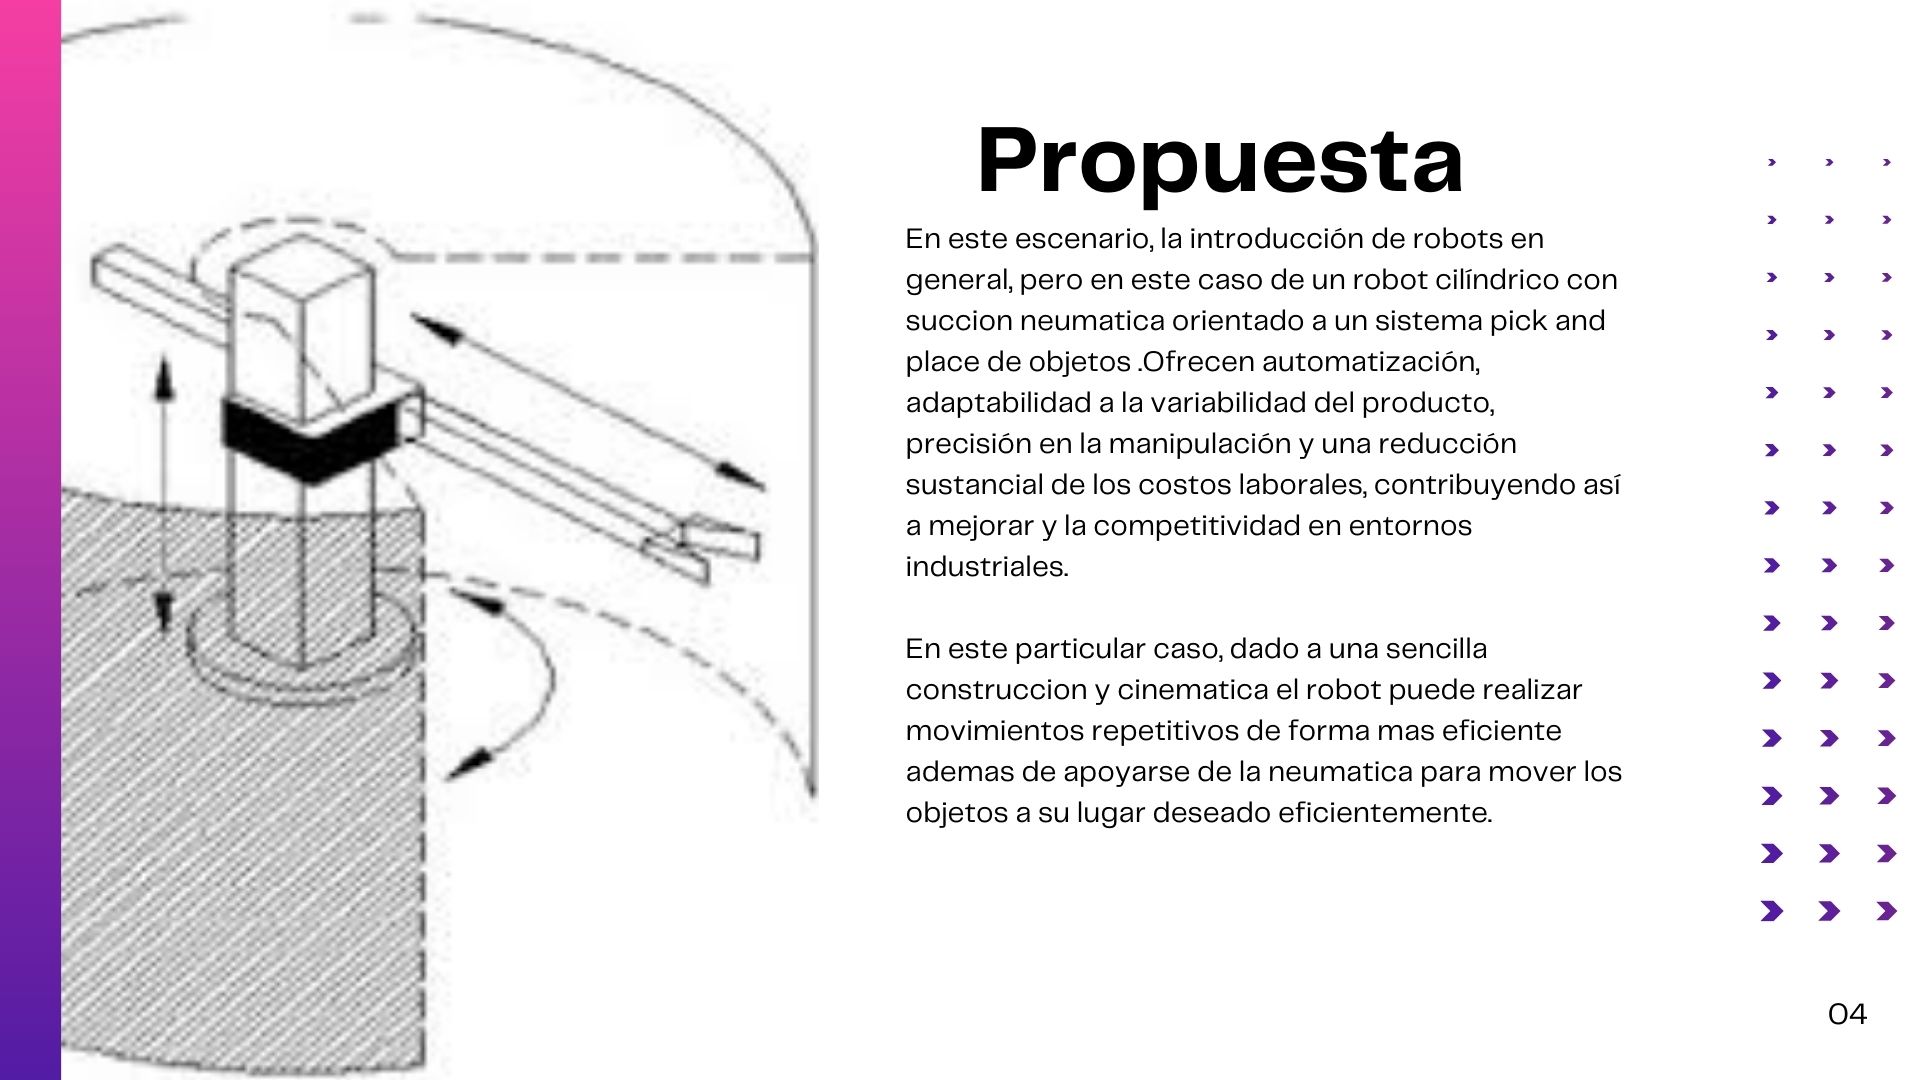 Propuesta
En este escenario, la introducción de robots en
general, pero en este caso de un robot cilíndrico con
succion neumatica orientado a un sistema pick and
place de objetos .Ofrecen automatización,
adaptabilidad a la variabilidad del producto,
precisión en la manipulación y una reducción
sustancial de los costos laborales, contribuyendo así
a mejorar y la competitividad en entornos
industriales.
En este particular caso, dado a una sencilla
construccion y cinematica el robot puede realizar
movimientos repetitivos de forma mas eficiente
ademas de apoyarse de la neumatica para mover los
objetos a su lugar deseado eficientemente.
04